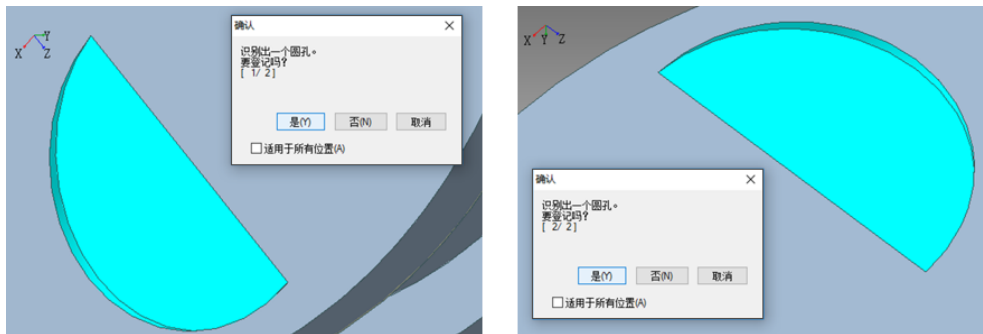 Y
X Z
确认
识别出一个圆孔。
要登记吗?
[ 1/ 2]
是(Y) 否(N) 取消
适用于所有位置(A)
X Y Z
确认
识别出一个圆孔。
要登记吗?
[ 2/ 2]
是(Y) 否(N) 取消
适用于所有位置(A)